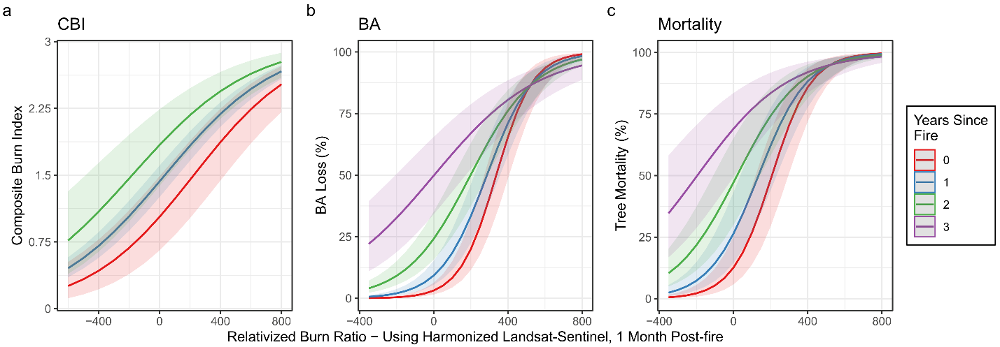 a
CBI
Composite Burn Index
3
2.25
1.5
0.75
0
−400
0
400
800
b
BA
BA Loss (%)
100
75
50
25
0
−400
0
400
800
c
Mortality
Tree Mortality (%)
100
75
50
25
0
−400
0
400
800
Relativized Burn Ratio − Using Harmonized Landsat-Sentinel, 1 Month Post-fire
Years Since
Fire
0
1
2
3